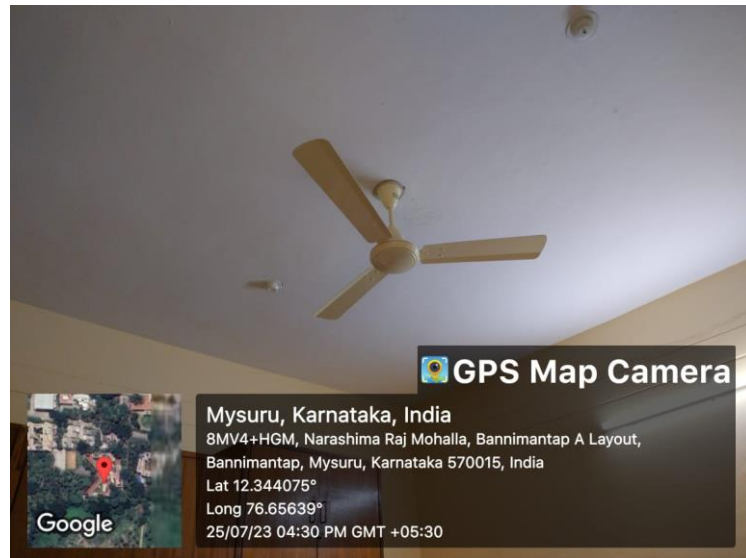 GPS Map Camera
Mysuru, Karnataka, India
8MV4+HGM, Narashima Raj Mohalla, Bannimantap A Layout,
Bannimantap, Mysuru, Karnataka 570015, India
Lat 12.344075°
Long 76.65639°
25/07/23 04:30 PM GMT +05:30
Google